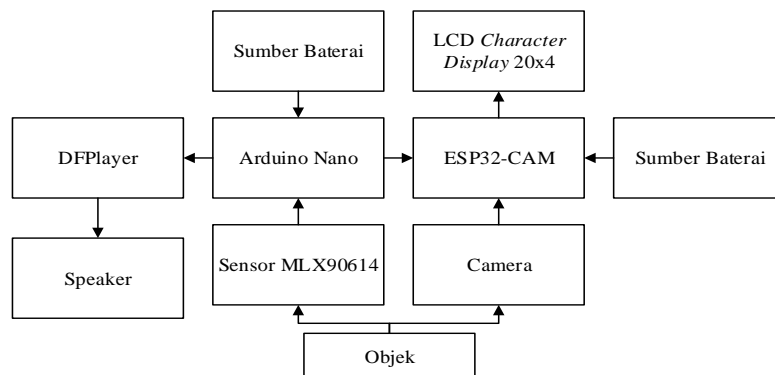 Sumber Baterai
LCD Character
Display 20x4
DFPlayer
Arduino Nano
ESP32-CAM
Sumber Baterai
Speaker
Sensor MLX90614
Camera
Objek